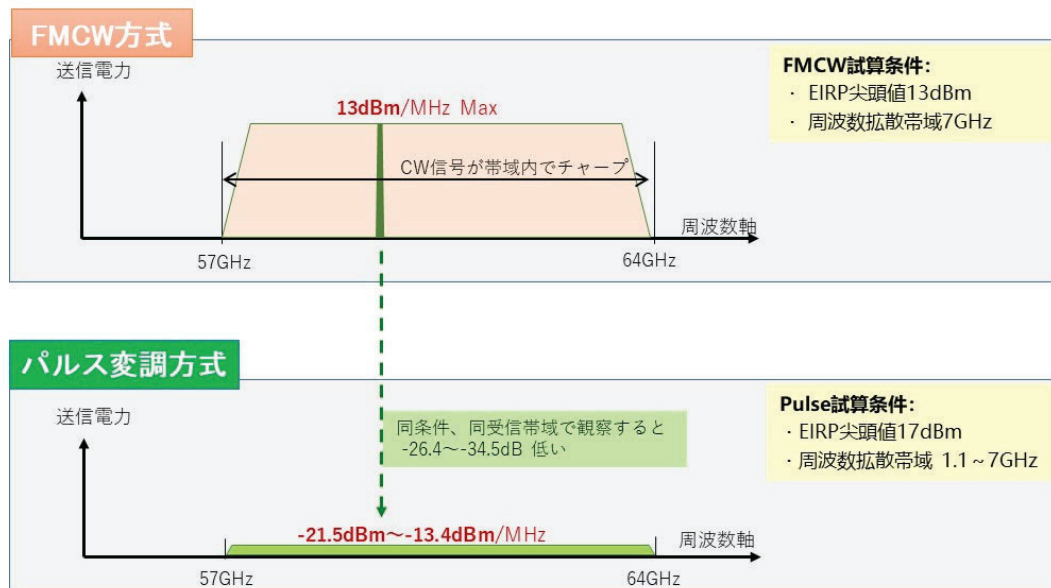 FMCW方式
送信電力
13dBm/MHz Max
CW信号が帯域内でチャープ
周波数軸
57GHz
64GHz
FMCW試算条件：
・ EIRP尖頭値13dBm
・ 周波数拡散帯域7GHz
パルス変調方式
送信電力
同条件、同受信帯域で観察すると
-26.4～-34.5dB 低い
-21.5dBm～-13.4dBm/MHz
周波数軸
57GHz
64GHz
Pulse試算条件：
・EIRP尖頭値17dBm
・周波数拡散帯域 1.1～7GHz